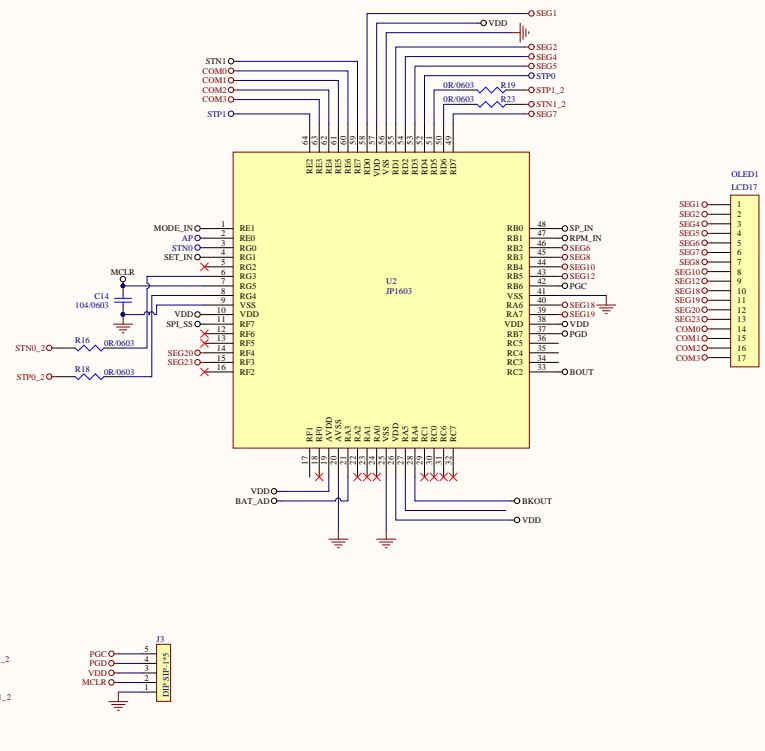 SEG1
VDD
SEG2
SEG4
SEG5
STP0
0R/0603 R19 STP1_2
0R/0603 R23 STN1_2
SEG7
STN1
COM0
COM1
COM2
COM3
STP1
64 63 62 61 60 59 58 57 56 55 54 53 52 51 50 49
RE2 RE3 RE4 RE5 RE6 RE7 RD0 VDD VSS RD1 RD2 RD3 RD4 RD5 RD6 RD7
MODE_IN 1 RE1
AP 2 RE0
STN0 3 RG0
SET_IN 4 RG1
5 RG2
6 RG3
7 RG5
8 RG4
9 VSS
VDD 10 VDD
SPI_SS 11 RF7
12 RF6
13 RF5
SEG20 14 RF4
SEG23 15 RF3
16 RF2
MCLR
C14
104/0603
STN0_2 R16 0R/0603
STP0_2 R18 0R/0603
U2
JP1603
RB0 48 SP_IN
RB1 47 RPM_IN
RB2 46 SEG6
RB3 45 SEG8
RB4 44 SEG10
RB5 43 SEG12
RB6 42 PGC
VSS 41
RA6 40 SEG18
RA7 39 SEG19
VDD 38 VDD
RB7 37 PGD
RC5 36
RC4 35
RC3 34
RC2 33 BOUT
RF1 RF0 AVDD AVSS RA3 RA2 RA1 RA0 VSS VDD RA5 RA4 RC1 RC0 RC6 RC7
17 18 19 20 21 22 23 24 25 26 27 28 29 30 31 32
VDD
BAT_AD
BKOUT
VDD
OLED1
LCD17
SEG1 1
SEG2 2
SEG4 3
SEG5 4
SEG6 5
SEG7 6
SEG8 7
SEG10 8
SEG12 9
SEG18 10
SEG19 11
SEG20 12
SEG23 13
COM0 14
COM1 15
COM2 16
COM3 17
J3
PGC 5
PGD 4
VDD 3
MCLR 2
1
DIP SIP-1*5
_2